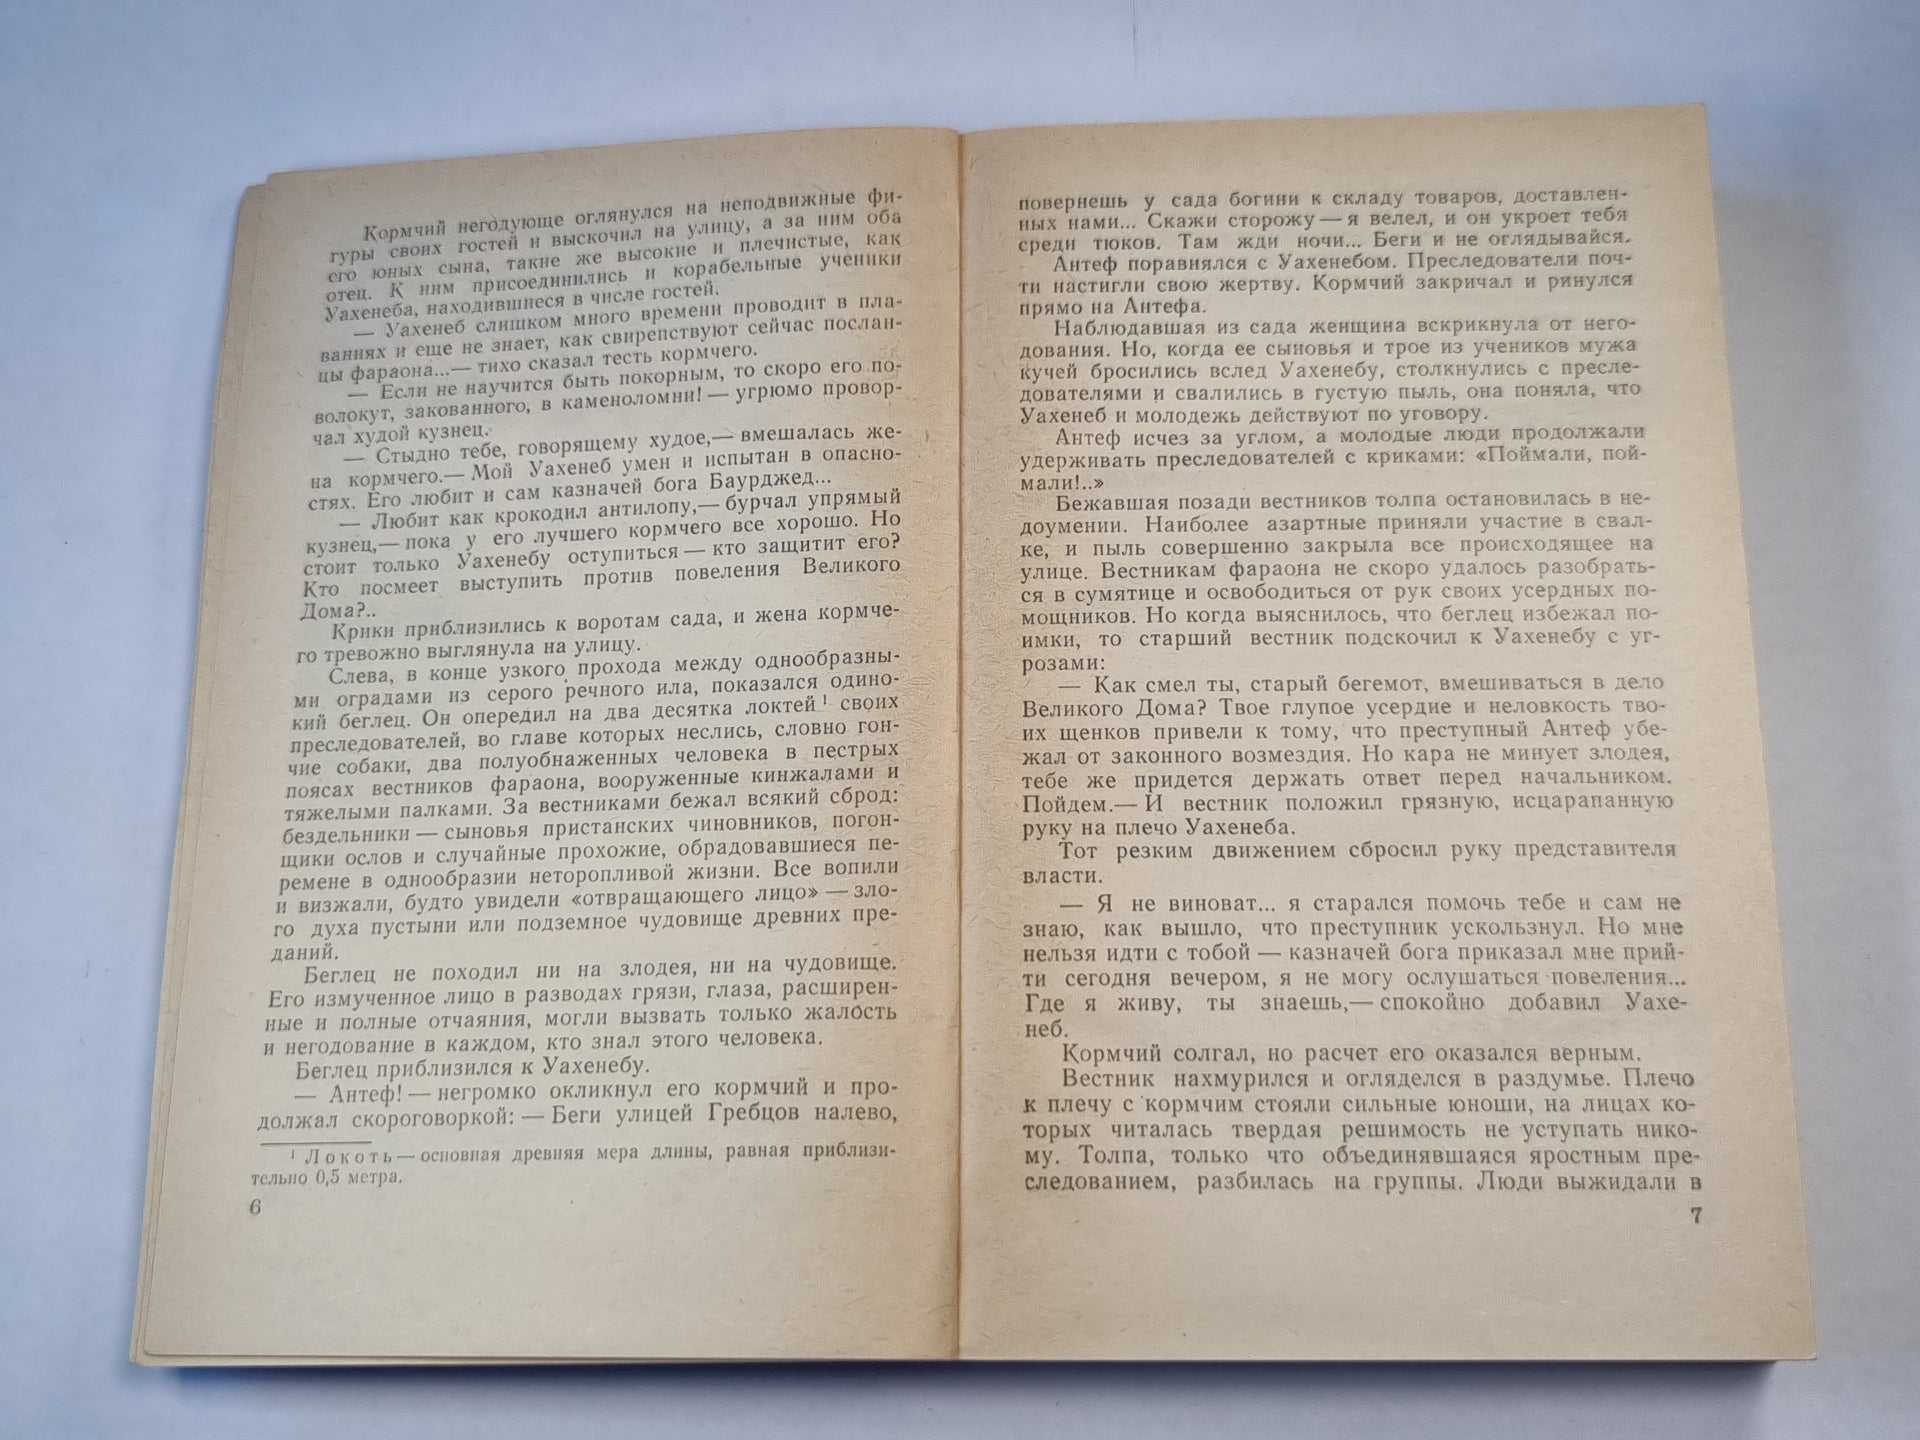 Кормчий негодующе оглянулся на неподвижные фи-
гуры своих гостей и выскочил на улицу, а за ним оба
его юных сына, такие же высокие и плечистые, как
отец. К ним присоединились и корабельные ученики
Уахенеба, находившиеся в числе гостей.
— Уахенеб слишком много времени проводит в пла-
ваниях и еще не знает, как свирепствуют сейчас послан-
цы фараона...— тихо сказал тесть кормчего.
— Если не научится быть покорным, то скоро его по-
волокут, закованного, в каменоломни! — угрюмо провор-
чал худой кузнец.
— Стыдно тебе, говорящему худое,— вмешалась же-
на кормчего.— Мой Уахенеб умен и испытан в опасно-
стях. Его любит и сам казначей бога Баурджед...
— Любит как крокодил антилопу,— бурчал упрямый
кузнец,— пока у его лучшего кормчего все хорошо. Но
стоит только Уахенебу оступиться — кто защитит его?
Кто посмеет выступить против повеления Великого
Дома?..
Крики приблизились к воротам сада, и жена кормче-
го тревожно выглянула на улицу.
Слева, в конце узкого прохода между однообразны-
ми оградами из серого речного ила, показался одино-
кий беглец. Он опередил на два десятка локтей ¹ своих
преследователей, во главе которых неслись, словно гон-
чие собаки, два полуобнаженных человека в пестрых
поясах вестников фараона, вооруженные кинжалами и
тяжелыми палками. За вестниками бежал всякий сброд:
бездельники — сыновья пристанских чиновников, погон-
щики ослов и случайные прохожие, обрадовавшиеся пе-
ремене в однообразии неторопливой жизни. Все вопили
и визжали, будто увидели «отвращающего лицо» — зло-
го духа пустыни или подземное чудовище древних пре-
даний.
Беглец не походил ни на злодея, ни на чудовище.
Его измученное лицо в разводах грязи, глаза, расширен-
ные и полные отчаяния, могли вызвать только жалость
и негодование в каждом, кто знал этого человека.
Беглец приблизился к Уахенебу.
— Антеф! — негромко окликнул его кормчий и про-
должал скороговоркой: — Беги улицей Гребцов налево,
¹ Локоть — основная древняя мера длины, равная приблизи-
тельно 0,5 метра.
6
повернешь у сада богини к складу товаров, доставлен-
ных нами... Скажи сторожу — я велел, и он укроет тебя
среди тюков. Там жди ночи... Беги и не оглядывайся.
Антеф поравнялся с Уахенебом. Преследователи поч-
ти настигли свою жертву. Кормчий закричал и ринулся
прямо на Антефа.
Наблюдавшая из сада женщина вскрикнула от него-
дования. Но, когда ее сыновья и трое из учеников мужа
кучей бросились вслед Уахенебу, столкнулись с пресле-
дователями и свалились в густую пыль, она поняла, что
Уахенеб и молодежь действуют по уговору.
Антеф исчез за углом, а молодые люди продолжали
удерживать преследователей с криками: «Поймали, пой-
мали!..»
Бежавшая позади вестников толпа остановилась в не-
доумении. Наиболее азартные приняли участие в свал-
ке, и пыль совершенно закрыла все происходящее на
улице. Вестникам фараона не скоро удалось разобрать-
ся в сумятице и освободиться от рук своих усердных по-
мощников. Но когда выяснилось, что беглец избежал по-
имки, то старший вестник подскочил к Уахенебу с уг-
розами:
— Как смел ты, старый бегемот, вмешиваться в дело
Великого Дома? Твое глупое усердие и неловкость тво-
их щенков привели к тому, что преступный Антеф убе-
жал от законного возмездия. Но кара не минует злодея,
тебе же придется держать ответ перед начальником.
Пойдем.— И вестник положил грязную, исцарапанную
руку на плечо Уахенеба.
Тот резким движением сбросил руку представителя
власти.
— Я не виноват... я старался помочь тебе и сам не
знаю, как вышло, что преступник ускользнул. Но мне
нельзя идти с тобой — казначей бога приказал мне прий-
ти сегодня вечером, я не могу ослушаться повеления...
Где я живу, ты знаешь,— спокойно добавил Уахе-
неб.
Кормчий солгал, но расчет его оказался верным.
Вестник нахмурился и огляделся в раздумье. Плечо
к плечу с кормчим стояли сильные юноши, на лицах ко-
торых читалась твердая решимость не уступать нико-
му. Толпа, только что объединявшаяся яростным пре-
следованием, разбилась на группы. Люди выжидали в
7